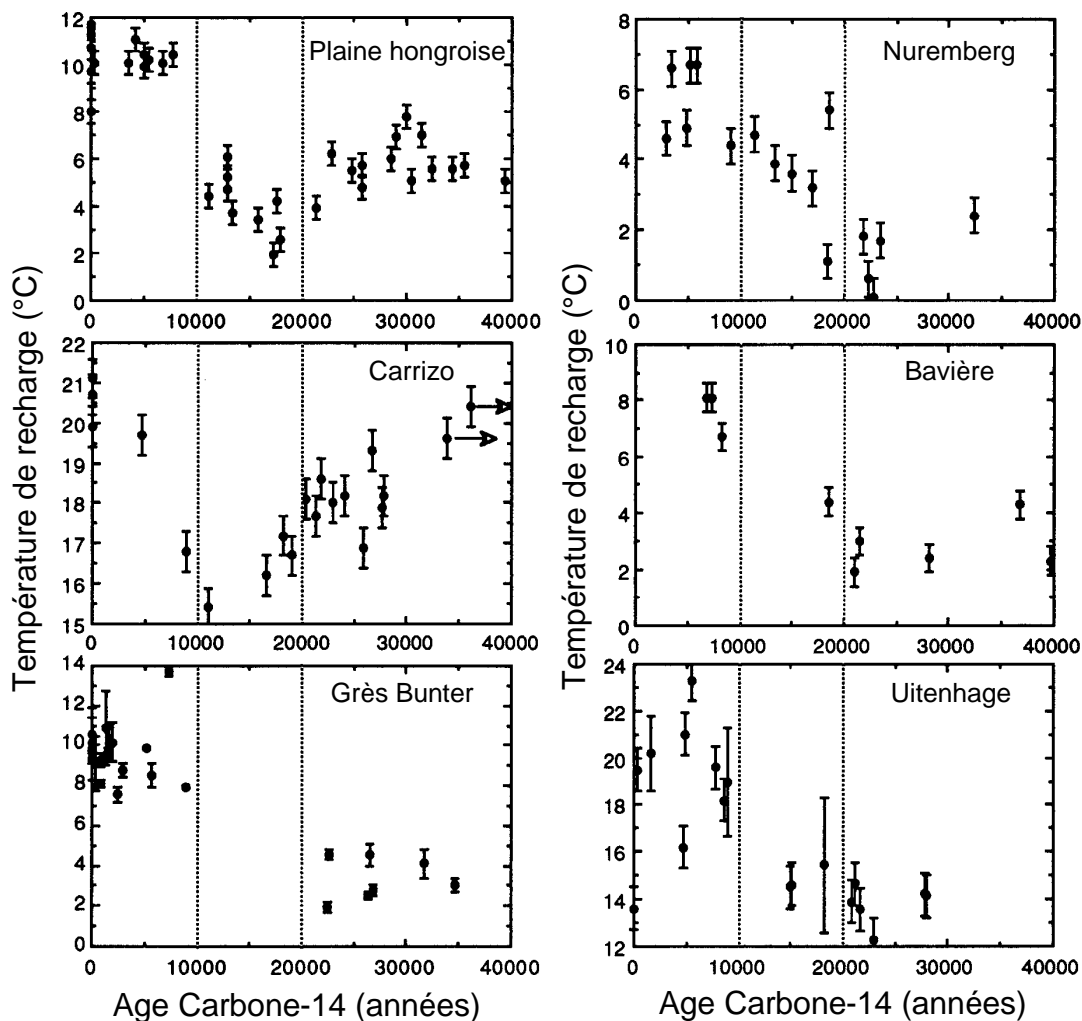 12
10
8
6
4
2
0
Plaine hongroise
0 10000 20000 30000 40000
8
6
4
2
0
Nuremberg
0 10000 20000 30000 40000
Température de recharge (°C)
22
21
20
19
18
17
16
15
Carrizo
0 10000 20000 30000 40000
Température de recharge (°C)
10
8
6
4
2
0
Bavière
0 10000 20000 30000 40000
14
12
10
8
6
4
2
0
Grès Bunter
0 10000 20000 30000 40000
Age Carbone-14 (années)
24
22
20
18
16
14
12
Uitenhage
0 10000 20000 30000 40000
Age Carbone-14 (années)